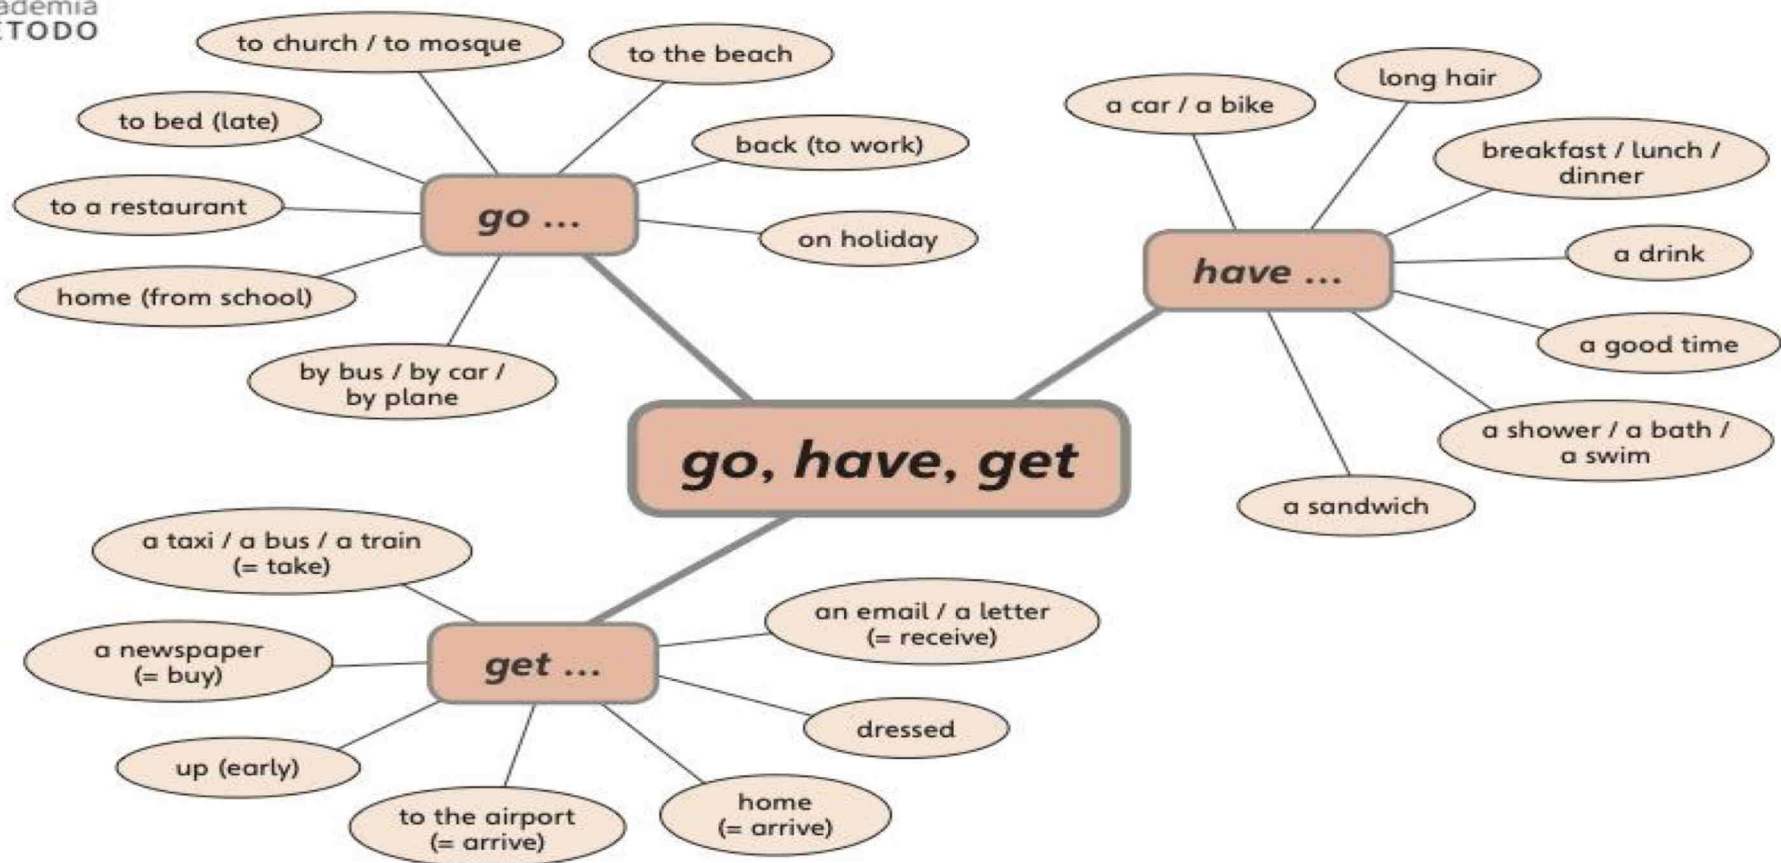 to church / to mosque
to the beach
to bed (late)
back (to work)
to a restaurant
go ...
on holiday
home (from school)
by bus / by car /
by plane
a car / a bike
long hair
breakfast / lunch /
dinner
have ...
a drink
a good time
a shower / a bath /
a swim
a sandwich
go, have, get
a taxi / a bus / a train
(= take)
an email / a letter
(= receive)
a newspaper
(= buy)
get ...
dressed
up (early)
to the airport
(= arrive)
home
(= arrive)